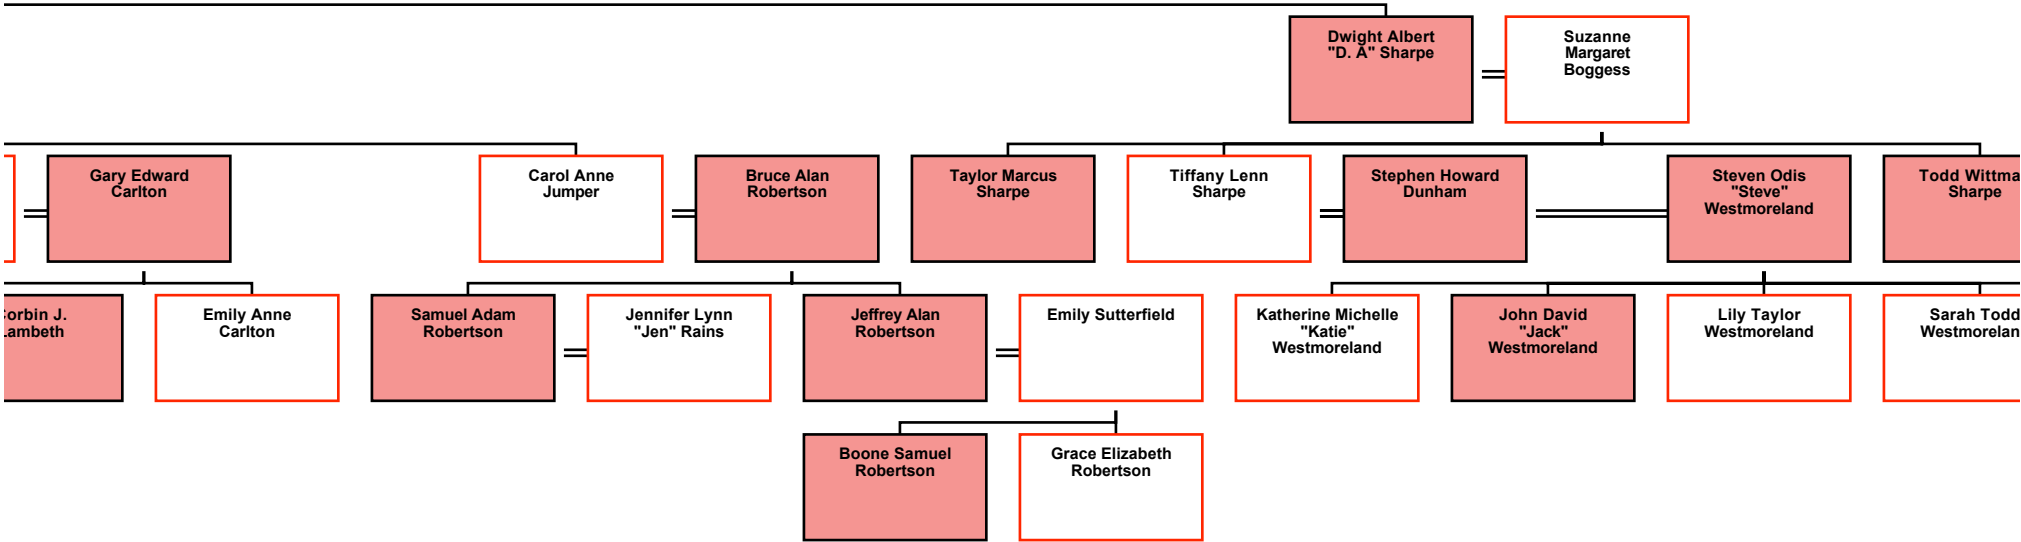 Dwight Albert
"D. A" Sharpe
Suzanne
Margaret
Boggess
Gary Edward
Carlton
Carol Anne
Jumper
Bruce Alan
Robertson
Taylor Marcus
Sharpe
Tiffany Lenn
Sharpe
Stephen Howard
Dunham
Steven Odis
"Steve"
Westmoreland
Todd
Sharpe
J.
Emily Anne
Carlton
Samuel Adam
Robertson
Jennifer Lynn
"Jen" Rains
Jeffrey Alan
Robertson
Emily Sutterfield
Katherine Michelle
"Katie"
Westmoreland
John David
"Jack"
Westmoreland
Lily Taylor
Westmoreland
Sarah Todd
Boone Samuel
Robertson
Grace Elizabeth
Robertson